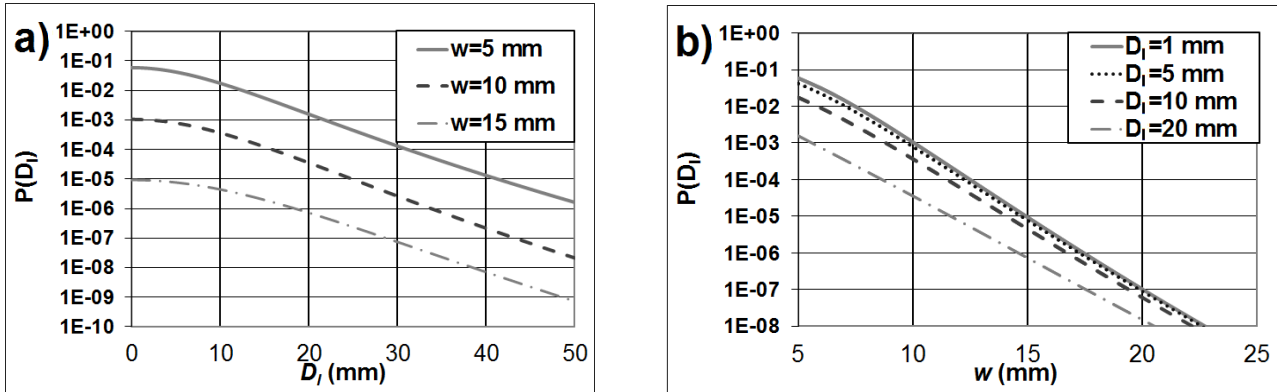 a)
1E+00
1E-01
1E-02
1E-03
1E-04
1E-05
1E-06
1E-07
1E-08
1E-09
1E-10
P(Dl)
w=5 mm
w=10 mm
w=15 mm
0 10 20 30 40 50
Dl (mm)
b)
1E+00
1E-01
1E-02
1E-03
1E-04
1E-05
1E-06
1E-07
1E-08
P(Dl)
Dl=1 mm
Dl=5 mm
Dl=10 mm
Dl=20 mm
5 10 15 20 25
w (mm)